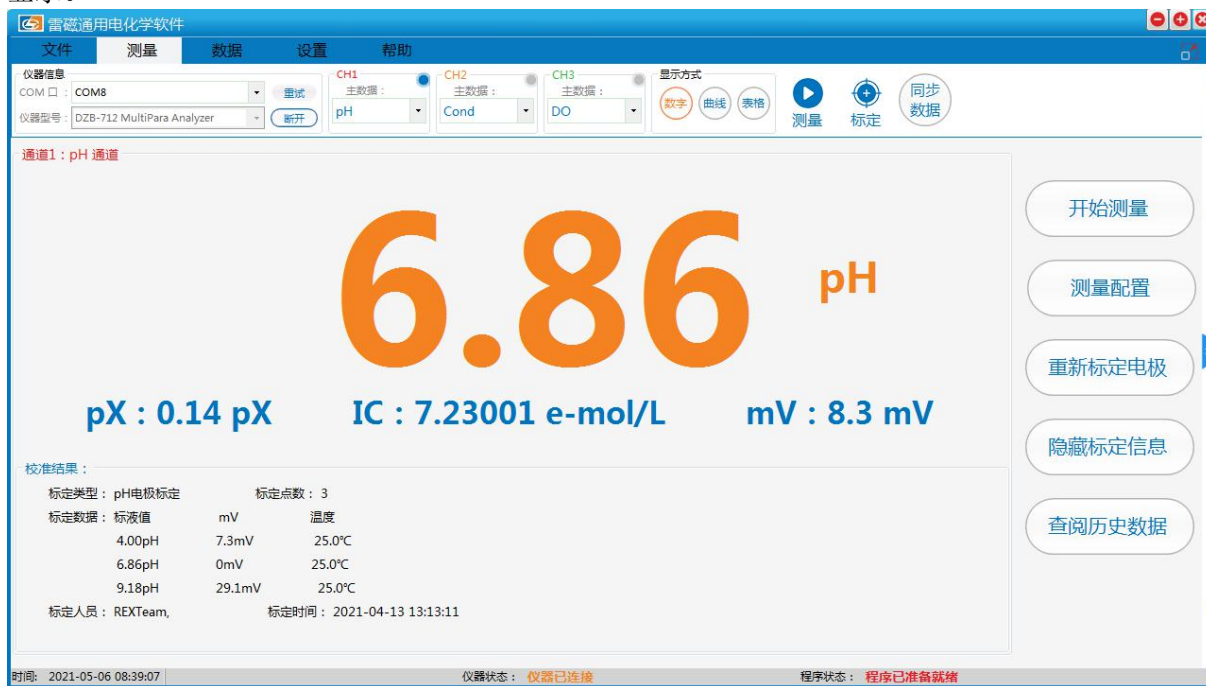 雷磁通用电化学软件
文件 测量 数据 设置 帮助
仪器信息
COM 口 : COM8 重试
仪器型号 : DZB-712 MultiPara Analyzer 断开
CH1
主数据 :
pH
CH2
主数据 :
Cond
CH3
主数据 :
DO
显示方式
数字 曲线 表格
测量
标定
同步
数据
通道1 : pH 通道
6.86 pH
pX : 0.14 pX IC : 7.23001 e-mol/L mV : 8.3 mV
校准结果 :
标定类型 : pH电极标定 标定点数 : 3
标定数据 : 标液值 mV 温度
4.00pH 7.3mV 25.0℃
6.86pH 0mV 25.0℃
9.18pH 29.1mV 25.0℃
标定人员 : REXTeam, 标定时间 : 2021-04-13 13:13:11
开始测量
测量配置
重新标定电极
隐藏标定信息
查阅历史数据
时间: 2021-05-06 08:39:07 仪器状态 : 仪器已连接 程序状态 : 程序已准备就绪